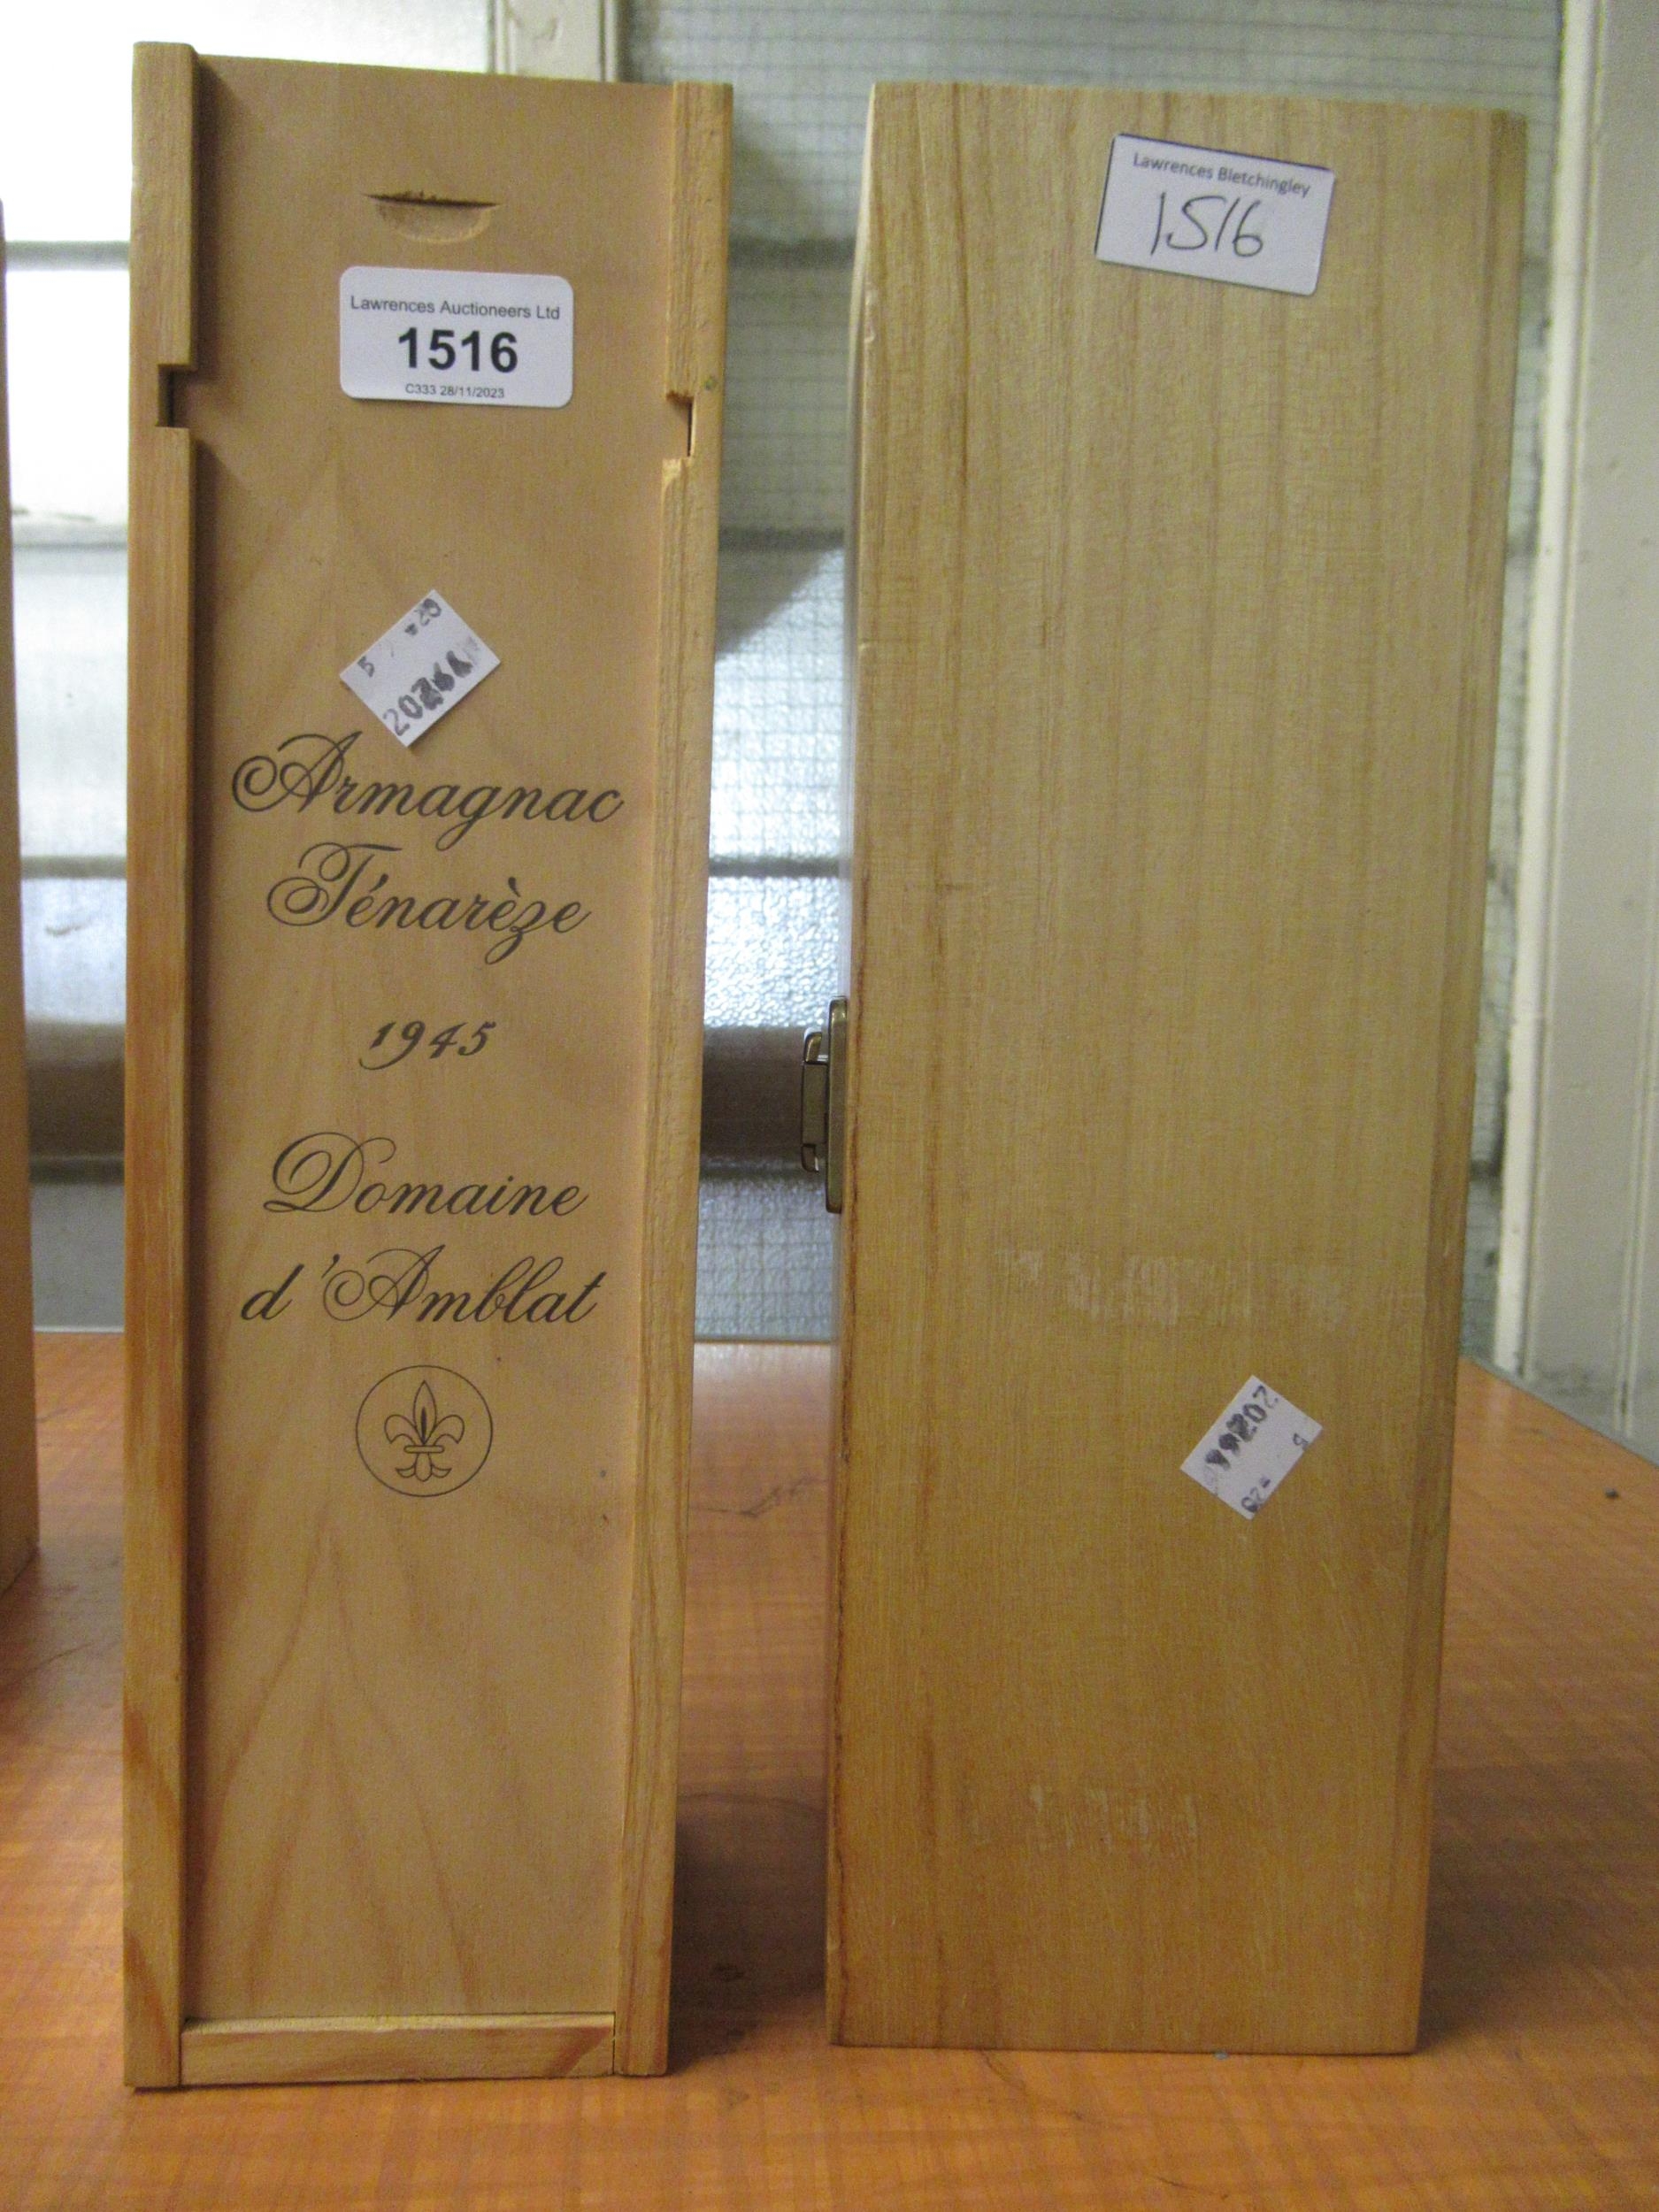 Lawrences Auctioneers Ltd
1516
C333 28/11/2023
Armagnac
Ténarèze
1945
Domaine
d'Amblat
Lawrences Bletchingley
1516